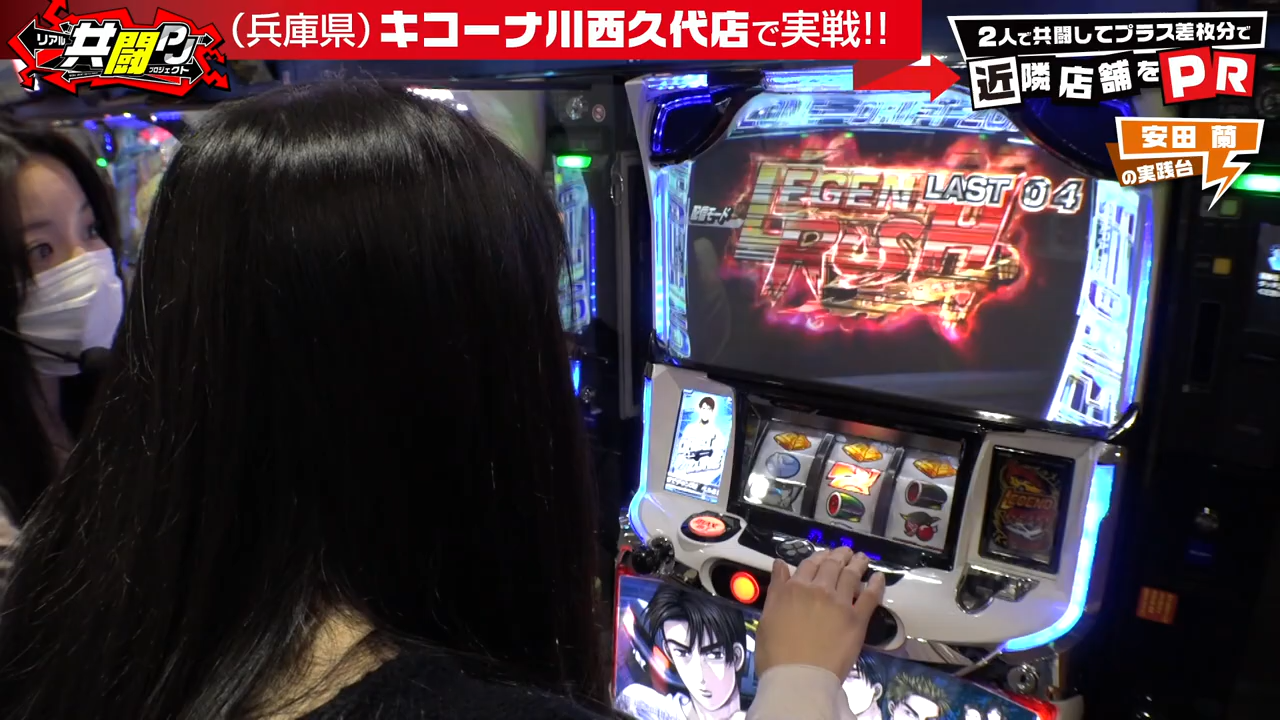 リアル
共闘PJ
プロジェクト
（兵庫県）キコーナ川西久代店で実戦!!
2人で共闘してプラス差枚分で
近隣店舗をPR
安田 蘭
の実践台
LEGEND
RUSH
LAST 04
LEGEND